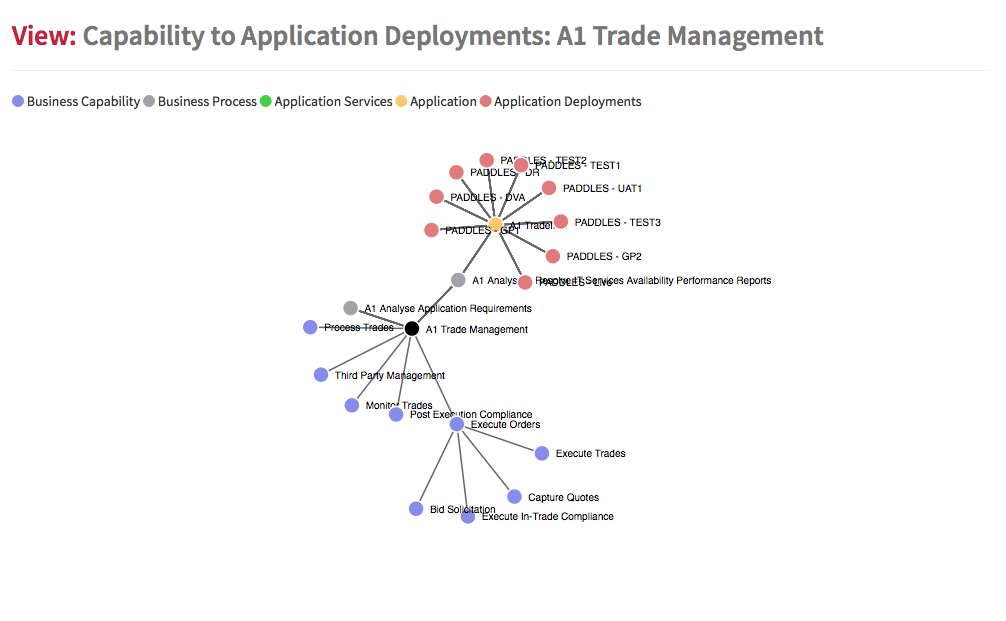 View: Capability to Application Deployments: A1 Trade Management
Business Capability Business Process Application Services Application Application Deployments
PADDLES - TEST2
PADDLES - TEST1
PADDLES - DR
PADDLES - UAT1
PADDLES - DVA
PADDLES - TEST3
A1 Tradel...
PADDLES - GP1
PADDLES - GP2
A1 Analys Resolve IT Services Availability Performance Reports
PADDLES - Live
A1 Analyse Application Requirements
Process Trades
A1 Trade Management
Third Party Management
Monitor Trades
Post Execution Compliance
Execute Orders
Execute Trades
Capture Quotes
Bid Solicitation
Execute In-Trade Compliance